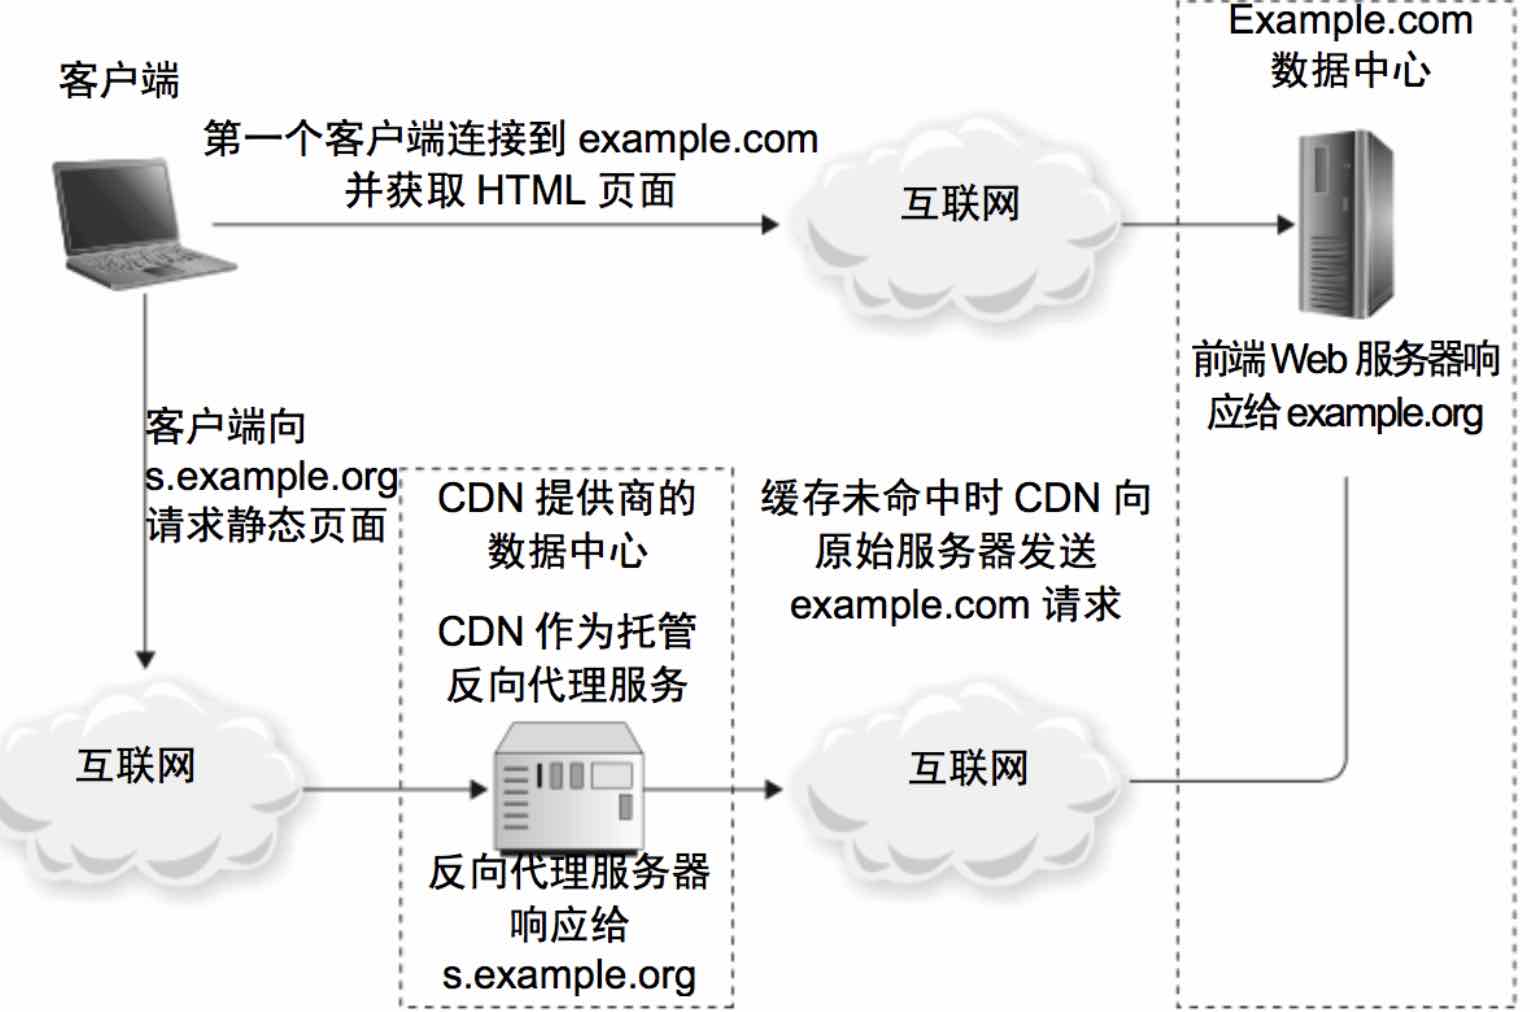 Example.com
数据中心
客户端
第一个客户端连接到 example.com
并获取 HTML 页面
互联网
前端 Web 服务器响
应给 example.org
客户端向
s.example.org
请求静态页面
CDN 提供商的
数据中心
CDN 作为托管
反向代理服务
缓存未命中时 CDN 向
原始服务器发送
example.com 请求
互联网
互联网
反向代理服务器
响应给
s.example.org